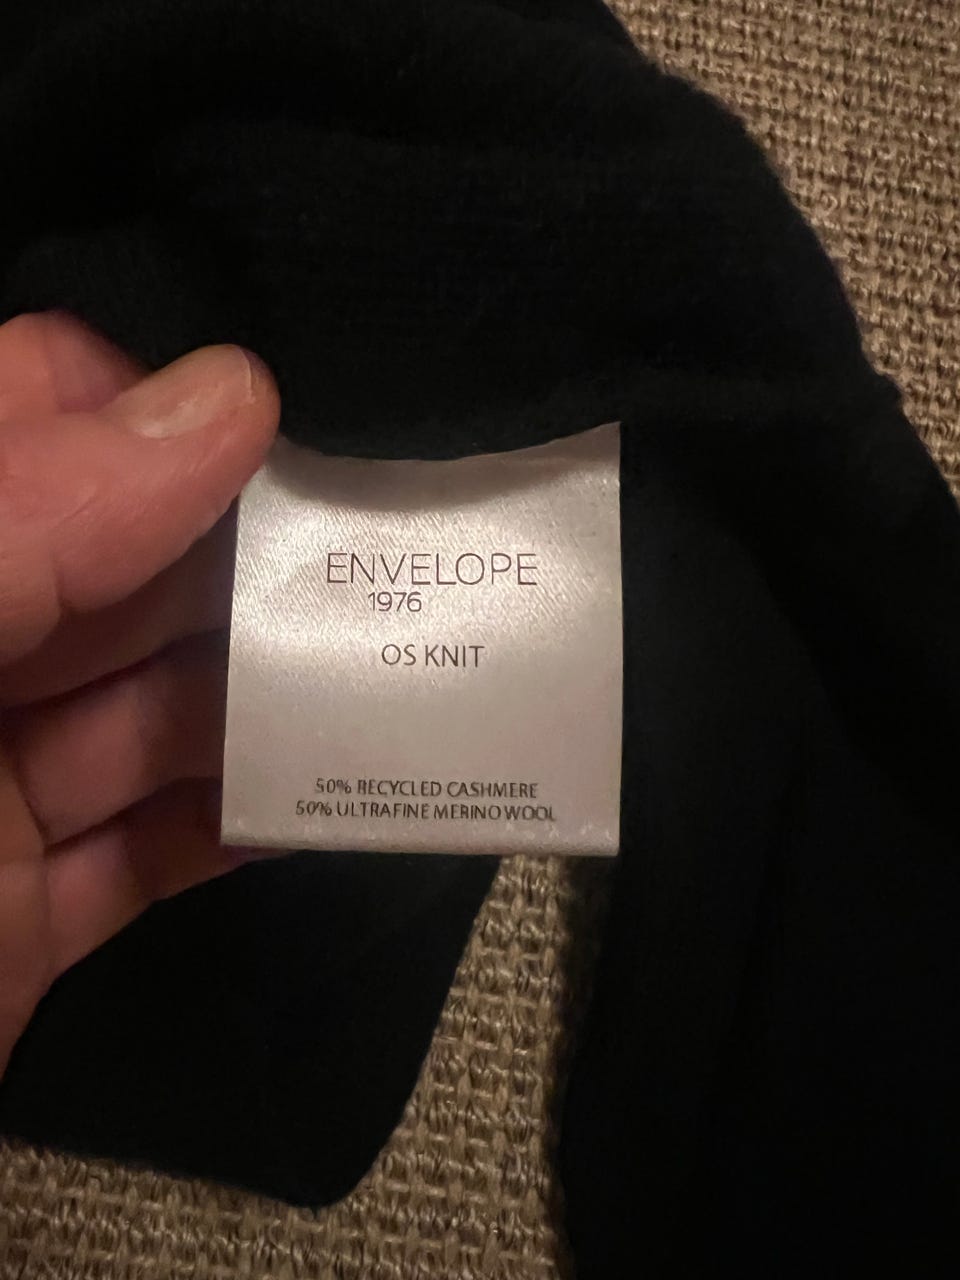 ENVELOPE
1976
OS KNIT
50% RECYCLED CASHMERE
50% ULTRAFINE MERINO WOOL